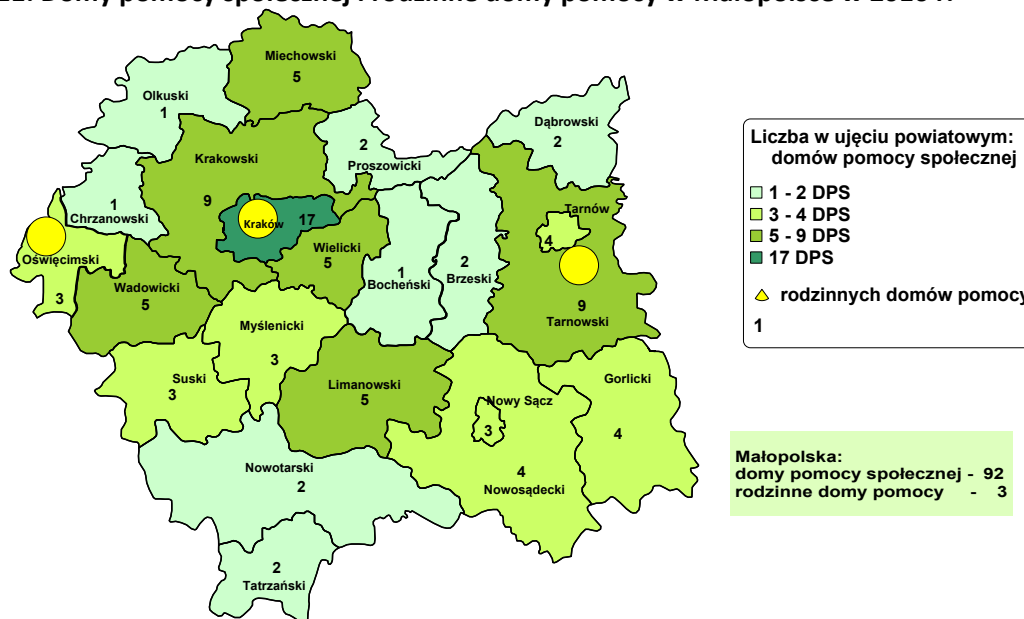 Miechowski
5
Olkuski
1
Dąbrowski
2
2
Proszowicki
Krakowski
9
1
Chrzanowski
Kraków
17
Tarnów
4
Oświęcimski
3
Wielicki
5
Wadowicki
5
1
Bocheński
2
Brzeski
9
Tarnowski
Myślenicki
3
Suski
3
Limanowski
5
Gorlicki
4
Nowy Sącz
3
4
Nowosądecki
Nowotarski
2
2
Tatrzański
Liczba w ujęciu powiatowym:
domów pomocy społecznej
1 - 2 DPS
3 - 4 DPS
5 - 9 DPS
17 DPS
rodzinnych domów pomocy
1
Małopolska:
domy pomocy społecznej - 92
rodzinne domy pomocy - 3